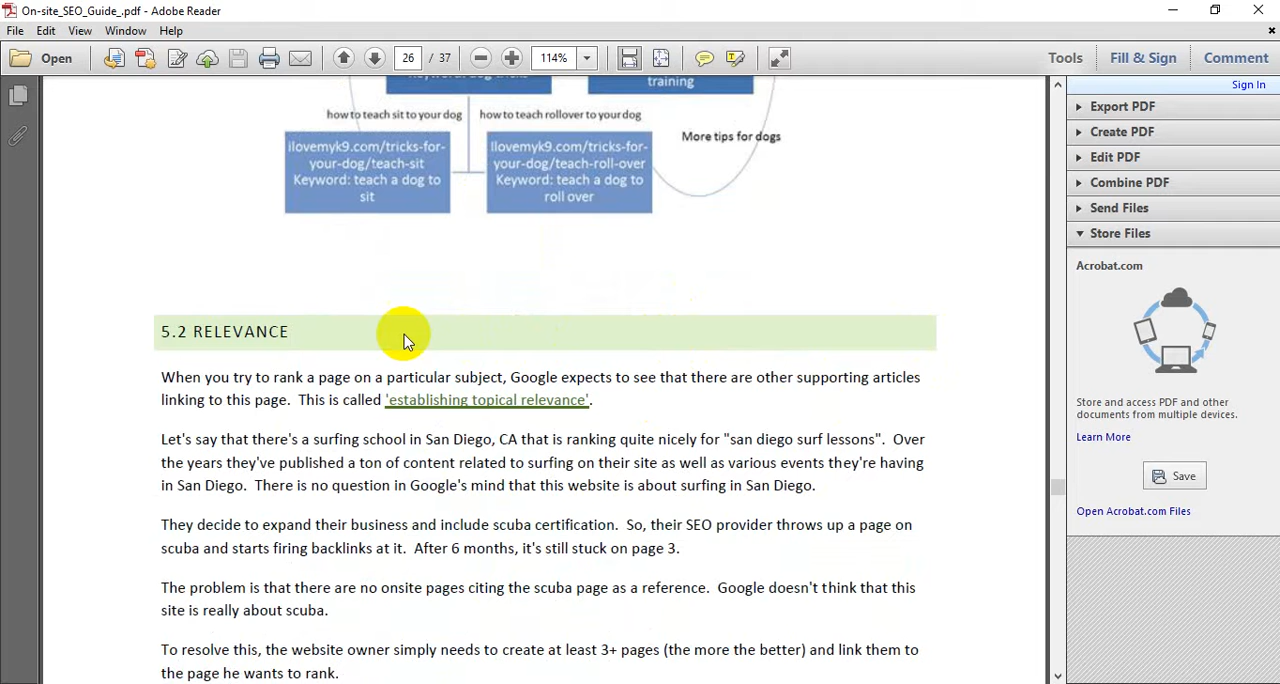 On-site_SEO_Guide_.pdf - Adobe Reader
File Edit View Window Help
Open 26 / 37 114% Tools Fill & Sign Comment
Sign In
Export PDF
Create PDF
Edit PDF
Combine PDF
Send Files
Store Files
Acrobat.com
Store and access PDF and other
documents from multiple devices.
Learn More
Save
Open Acrobat.com Files
training
how to teach sit to your dog
how to teach rollover to your dog
More tips for dogs
ilovemyk9.com/tricks-for-
your-dog/teach-sit
Keyword: teach a dog to
sit
Ilovemyk9.com/tricks-for-
your-dog/teach-roll-over
Keyword: teach a dog to
roll over
5.2 RELEVANCE
When you try to rank a page on a particular subject, Google expects to see that there are other supporting articles
linking to this page.  This is called 'establishing topical relevance'.
Let's say that there's a surfing school in San Diego, CA that is ranking quite nicely for "san diego surf lessons".  Over
the years they've published a ton of content related to surfing on their site as well as various events they're having
in San Diego.  There is no question in Google's mind that this website is about surfing in San Diego.
They decide to expand their business and include scuba certification.  So, their SEO provider throws up a page on
scuba and starts firing backlinks at it.  After 6 months, it's still stuck on page 3.
The problem is that there are no onsite pages citing the scuba page as a reference.  Google doesn't think that this
site is really about scuba.
To resolve this, the website owner simply needs to create at least 3+ pages (the more the better) and link them to
the page he wants to rank.